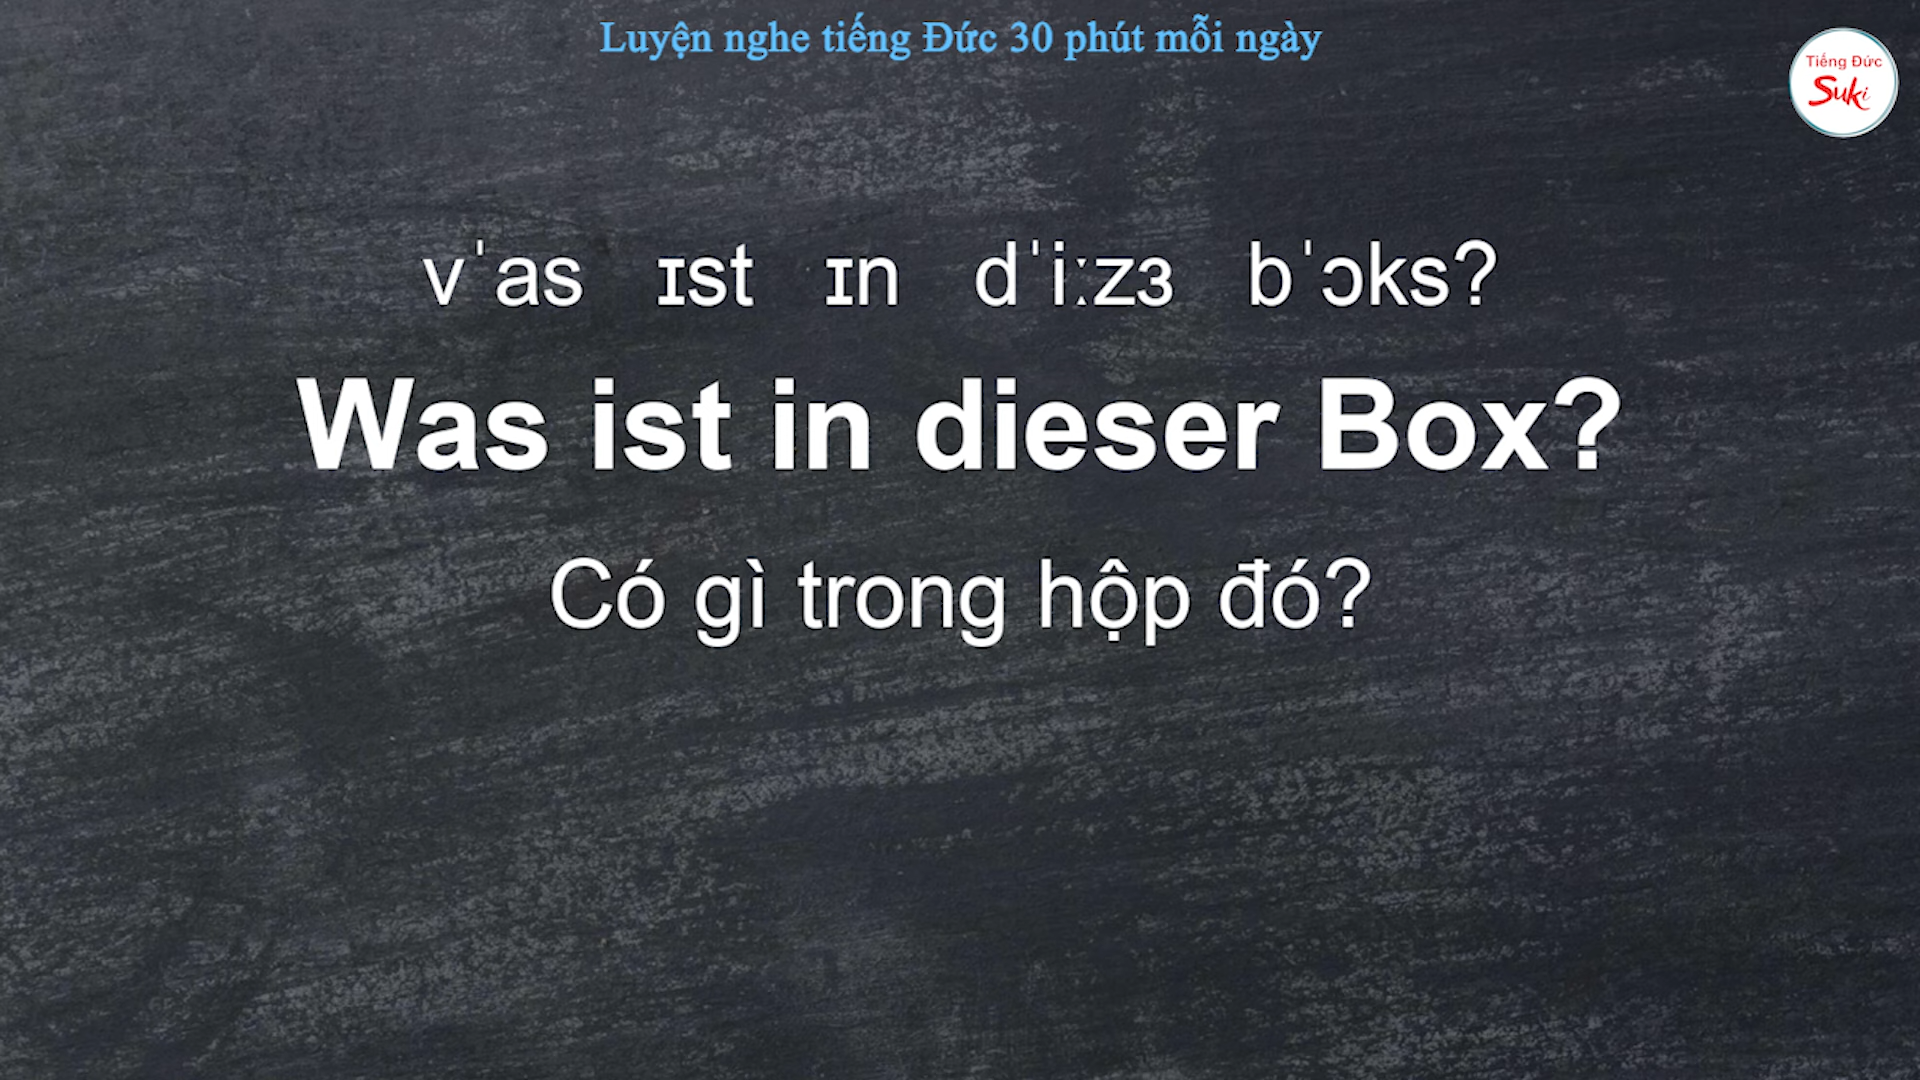 Luyện nghe tiếng Đức 30 phút mỗi ngày
Tiếng Đức
Suki
vˈas ɪst ɪn dˈiːzɜ bˈɔks?
Was ist in dieser Box?
Có gì trong hộp đó?